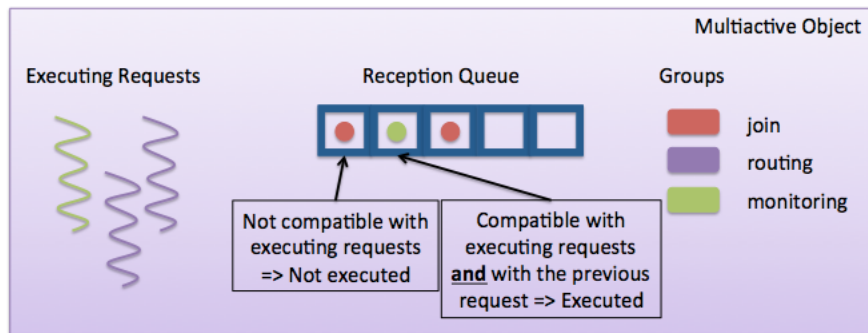 Multiactive Object
Executing Requests
Reception Queue
Groups
join
routing
monitoring
Not compatible with
executing requests
=> Not executed
Compatible with
executing requests
and with the previous
request => Executed